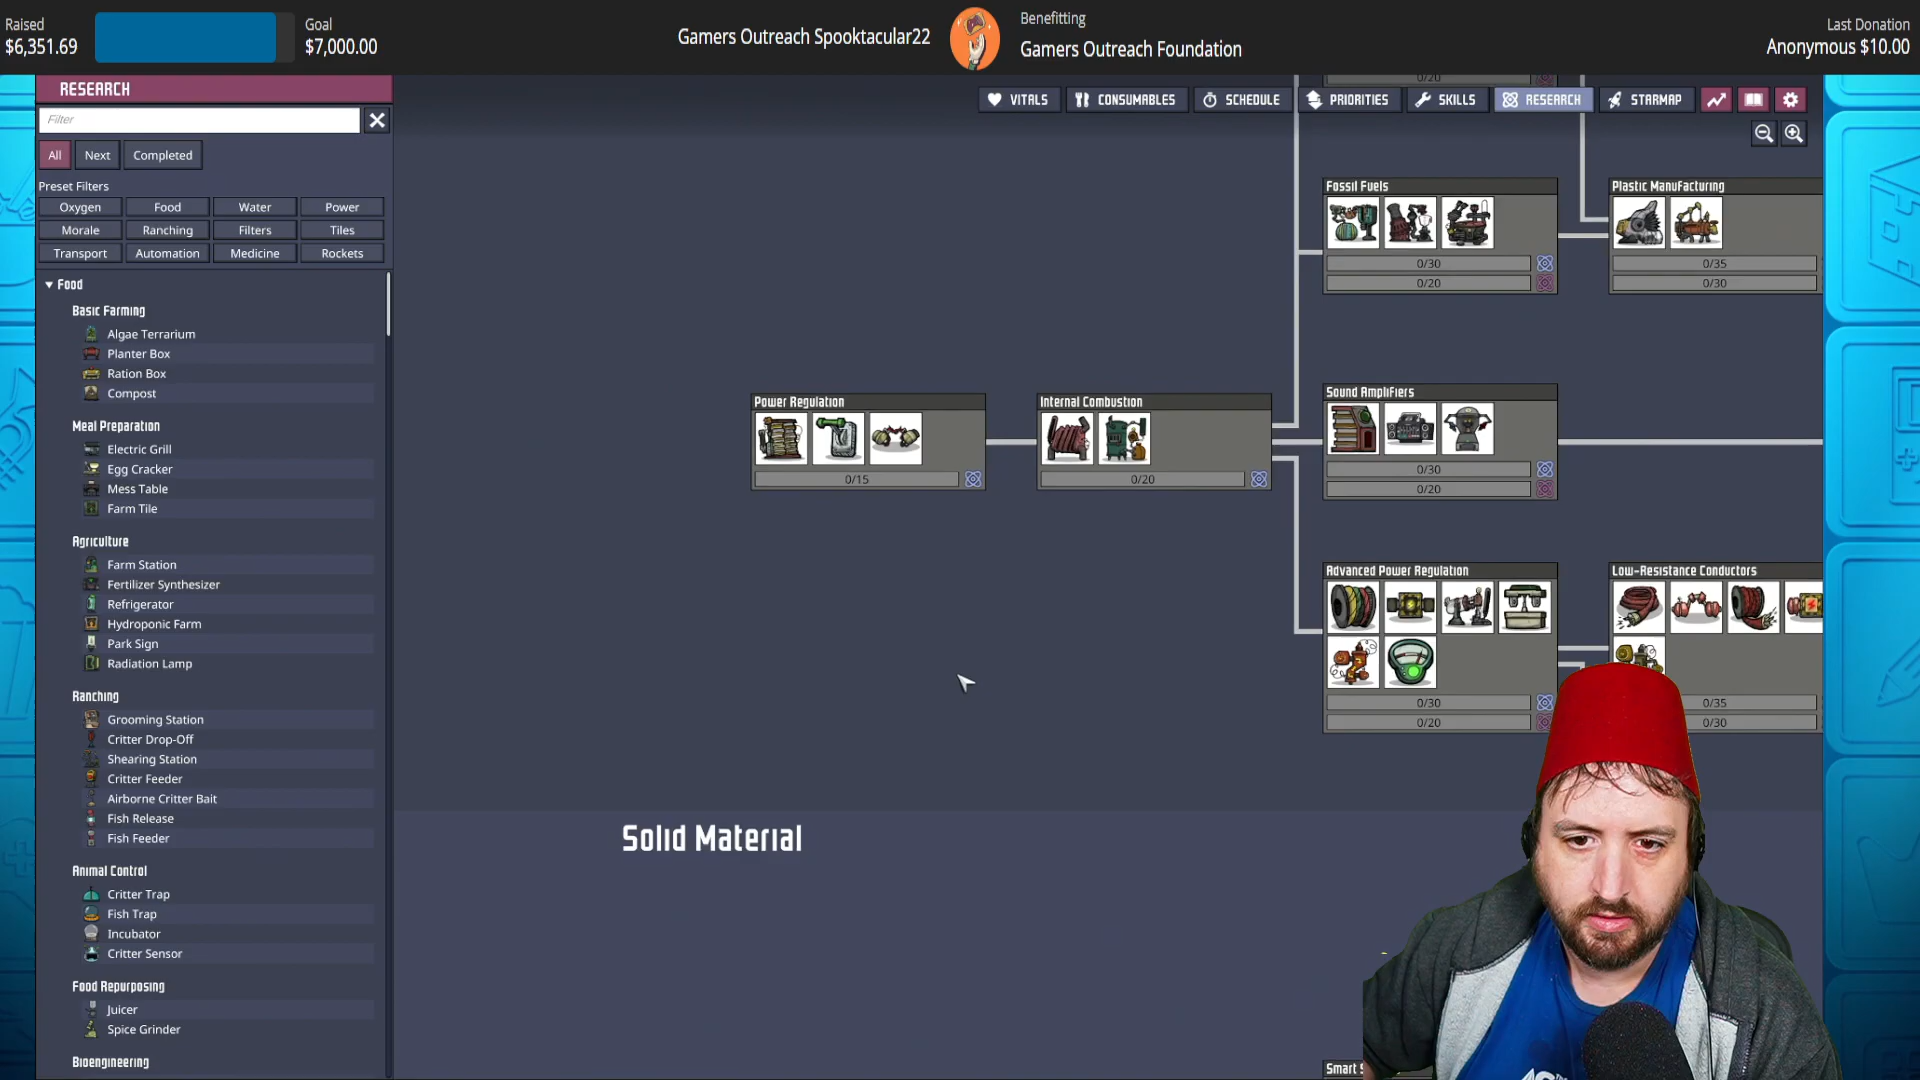 Raised
$6,351.69
Goal
$7,000.00
Gamers Outreach Spooktacular22
Benefitting
Gamers Outreach Foundation
Last Donation
Anonymous $10.00
RESEARCH
Filter
All
Next
Completed
Preset Filters
Oxygen
Food
Water
Power
Morale
Ranching
Filters
Tiles
Transport
Automation
Medicine
Rockets
Food
Basic Farming
Algae Terrarium
Planter Box
Ration Box
Compost
Meal Preparation
Electric Grill
Egg Cracker
Mess Table
Farm Tile
Agriculture
Farm Station
Fertilizer Synthesizer
Refrigerator
Hydroponic Farm
Park Sign
Radiation Lamp
Ranching
Grooming Station
Critter Drop-Off
Shearing Station
Critter Feeder
Airborne Critter Bait
Fish Release
Fish Feeder
Animal Control
Critter Trap
Fish Trap
Incubator
Critter Sensor
Food Repurposing
Juicer
Spice Grinder
Bioengineering
VITALS
CONSUMABLES
SCHEDULE
PRIORITIES
SKILLS
RESEARCH
STARMAP
0/20
Fossil Fuels
0/30
0/20
Plastic Manufacturing
0/35
0/30
Power Regulation
0/15
Internal Combustion
0/20
Sound Amplifiers
0/30
0/20
Advanced Power Regulation
0/30
0/20
Low-Resistance Conductors
0/35
0/30
Solid Material
Smart